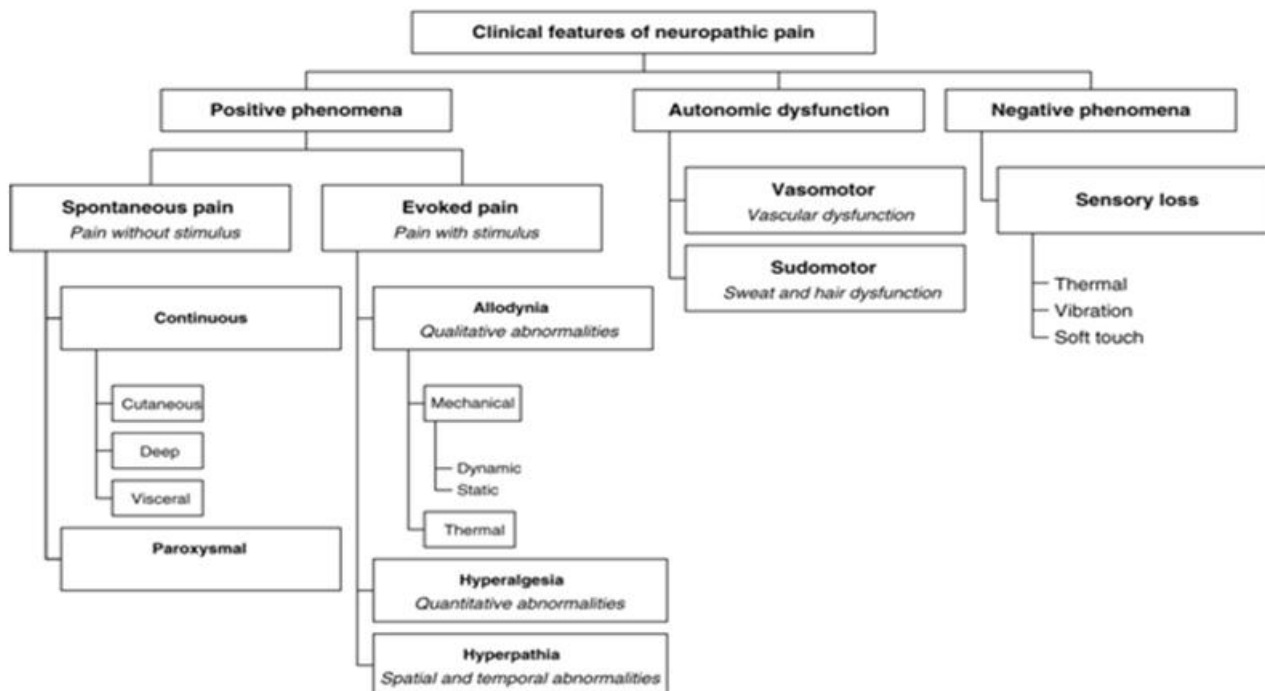 Clinical features of neuropathic pain
Positive phenomena
Autonomic dysfunction
Negative phenomena
Spontaneous pain
Pain without stimulus
Evoked pain
Pain with stimulus
Vasomotor
Vascular dysfunction
Sudomotor
Sweat and hair dysfunction
Sensory loss
Thermal
Vibration
Soft touch
Continuous
Cutaneous
Deep
Visceral
Paroxysmal
Allodynia
Qualitative abnormalities
Mechanical
Dynamic
Static
Thermal
Hyperalgesia
Quantitative abnormalities
Hyperpathia
Spatial and temporal abnormalities